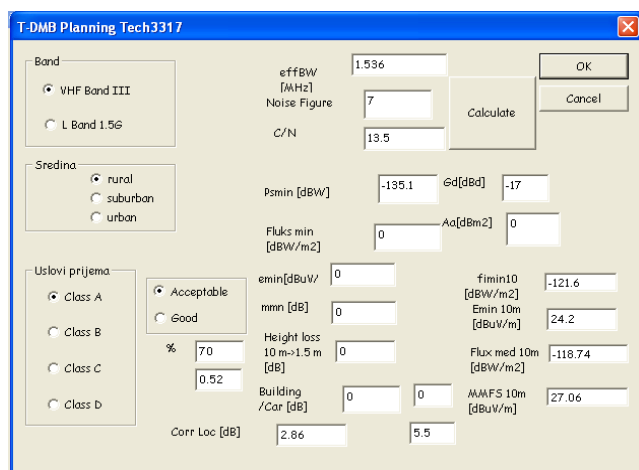 T-DMB Planning Tech3317
Band
VHF Band III
L Band 1.5G
effBW
[MHz]
1.536
Noise Figure
7
C/N
13.5
Calculate
OK
Cancel
Sredina
rural
suburban
urban
Psmin [dBW]
-135.1
Gd[dBd]
-17
Fluks min
[dBW/m2]
0
Aa[dBm2]
0
Uslovi prijema
Class A
Class B
Class C
Class D
Acceptable
Good
%
70
0.52
emin[dBuV/
0
mmn [dB]
0
Height loss
10 m->1.5 m
[dB]
0
Building
/Car [dB]
0
0
Corr Loc [dB]
2.86
5.5
fimin10
[dBW/m2]
-121.6
Emin 10m
[dBuV/m]
24.2
Flux med 10m
[dBW/m2]
-118.74
MMFS 10m
[dBuV/m]
27.06